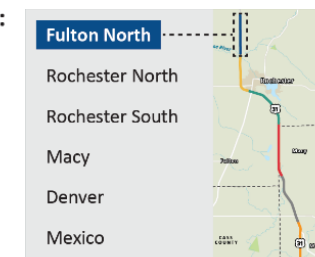 :
Fulton North
Rochester North
Rochester South
Macy
Denver
Mexico
Rochester
31
Macy
Fulton
CASS
COUNTY
31